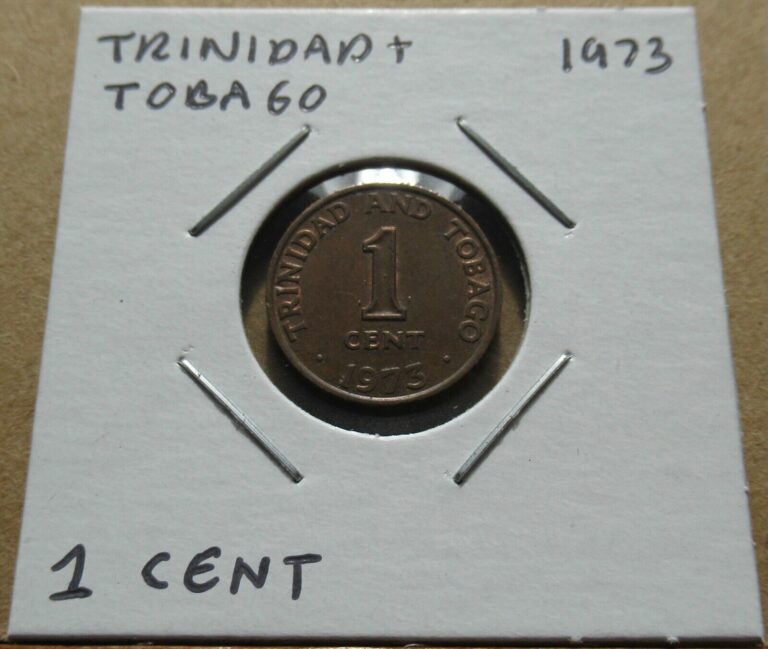 TRINIDAD +
TOBAGO
1973
TRINIDAD AND TOBAGO
1
CENT
1973
1 CENT